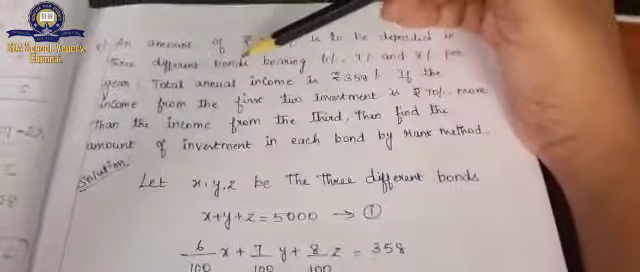 SDA School, Vepery,
Chennai.
An amount of ₹ is to be deposited in
three different bonds bearing 6%, 7% and 8% per
year. Total annual income is ₹358/. If the
income from the first two investment is ₹70/. more
than the income from the third, then find the
amount of investment in each bond by Rank method.
Solution:
Let x, y, z be the three different bonds
x+y+z=5000 → ①
6/100 x + 7/100 y + 8/100 z = 358